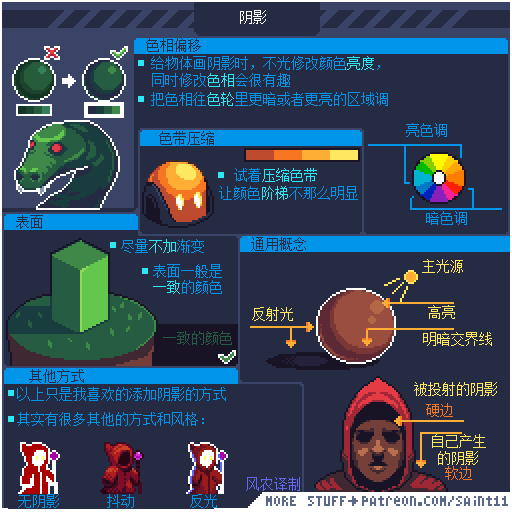 阴影
色相偏移
给物体画阴影时，不光修改颜色亮度，
同时修改色相会很有趣
把色相往色轮里更暗或者更亮的区域调
色带压缩
试着压缩色带
让颜色阶梯不那么明显
亮色调
暗色调
表面
尽量不加渐变
表面一般是
一致的颜色
一致的颜色
通用概念
主光源
反射光
高亮
明暗交界线
其他方式
以上只是我喜欢的添加阴影的方式
其实有很多其他的方式和风格：
无阴影
抖动
反光
被投射的阴影
硬边
自己产生
的阴影
软边
风农译制
MORE STUFF→PATREON.COM/SAINT11